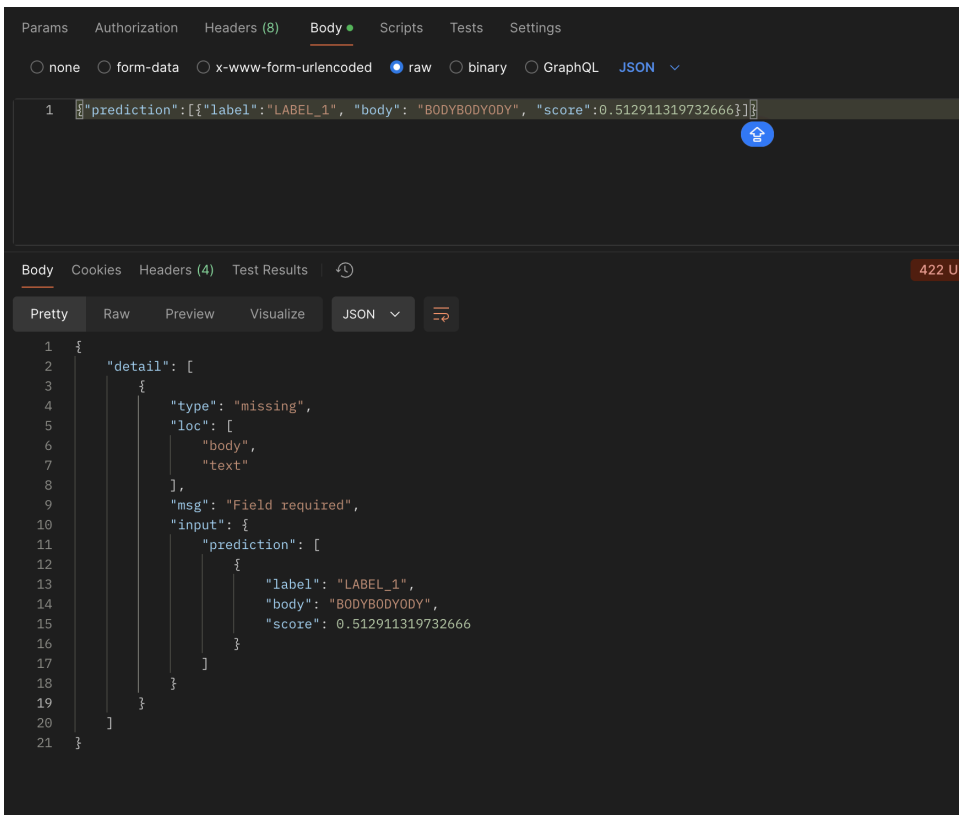 Params Authorization Headers (8) Body Scripts Tests Settings
none form-data x-www-form-urlencoded raw binary GraphQL JSON
1 {"prediction":[{"label":"LABEL_1", "body": "BODYBODYODY", "score":0.512911319732666}]}
Body Cookies Headers (4) Test Results 422 U
Pretty Raw Preview Visualize JSON
1 {
2 "detail": [
3 {
4 "type": "missing",
5 "loc": [
6 "body",
7 "text"
8 ],
9 "msg": "Field required",
10 "input": {
11 "prediction": [
12 {
13 "label": "LABEL_1",
14 "body": "BODYBODYODY",
15 "score": 0.512911319732666
16 }
17 ]
18 }
19 }
20 ]
21 }